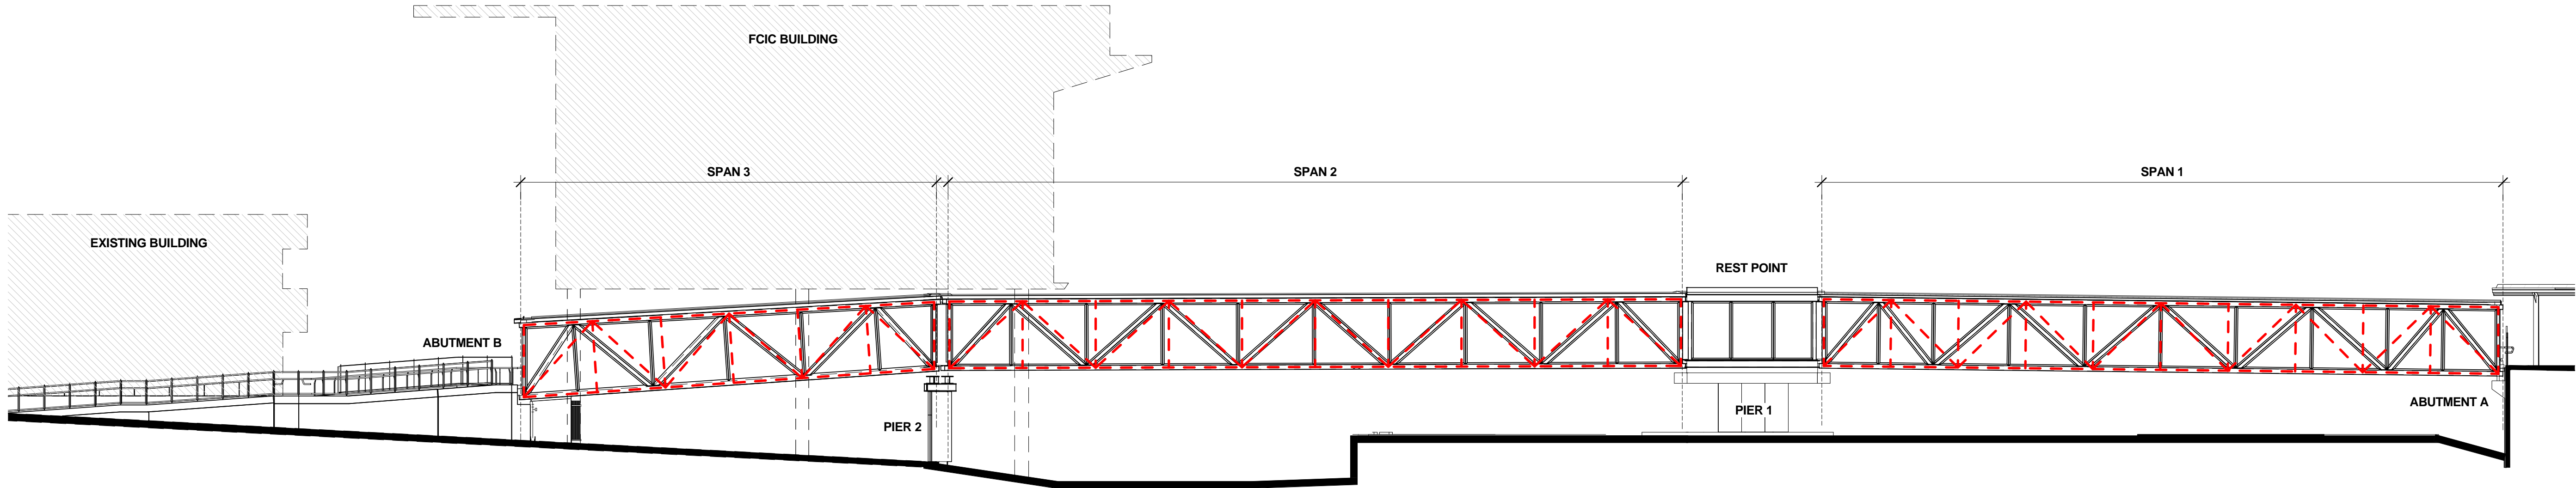 FCIC BUILDING
SPAN 3
SPAN 2
SPAN 1
EXISTING BUILDING
REST POINT
ABUTMENT B
ABUTMENT A
PIER 1
PIER 2